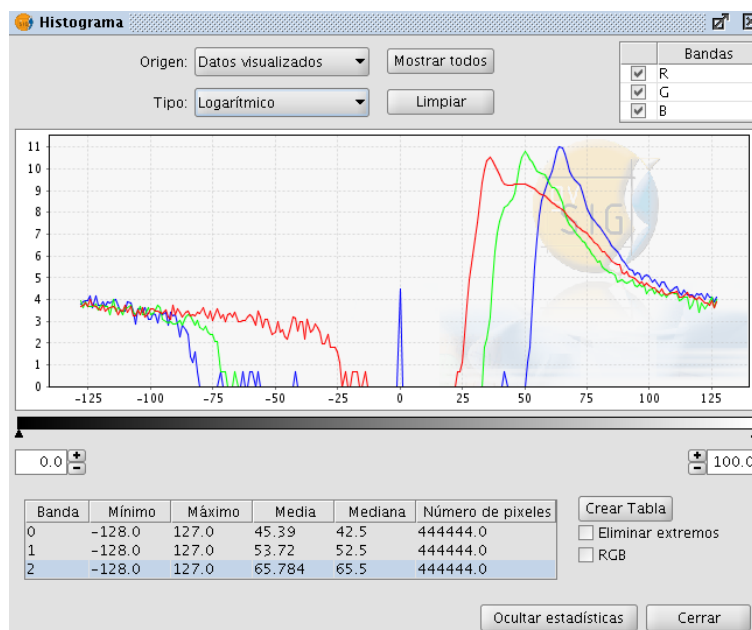 Histograma
Origen: Datos visualizados Mostrar todos
Tipo: Logarítmico Limpiar
Bandas
R
G
B
SIG
11
10
9
8
7
6
5
4
3
2
1
0
-125 -100 -75 -50 -25 0 25 50 75 100 125
0.0 100.0
Banda Mínimo Máximo Media Mediana Número de pixeles
0 -128.0 127.0 45.39 42.5 444444.0
1 -128.0 127.0 53.72 52.5 444444.0
2 -128.0 127.0 65.784 65.5 444444.0
Crear Tabla
Eliminar extremos
RGB
Ocultar estadísticas Cerrar